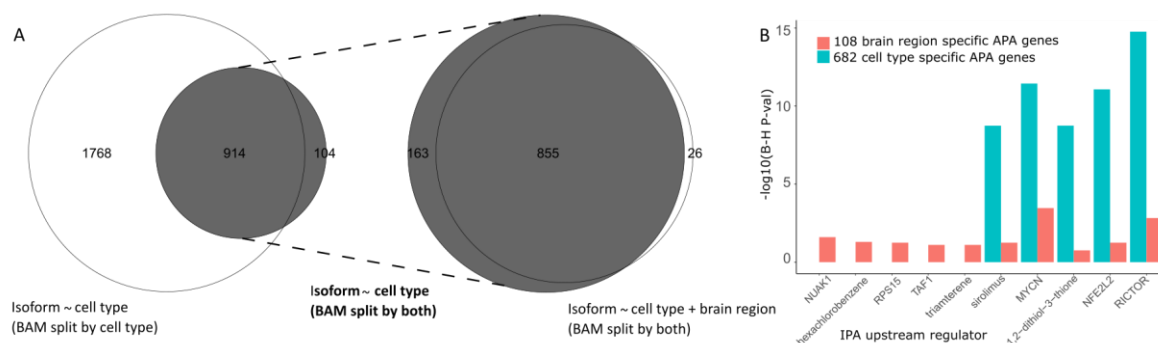 A
1768
914
104
163
855
26
Isoform ~ cell type
(BAM split by cell type)
Isoform ~ cell type
(BAM split by both)
Isoform ~ cell type + brain region
(BAM split by both)
B
108 brain region specific APA genes
682 cell type specific APA genes
-log10(B-H P-val)
15
10
5
0
NUAK1
hexachlorobenzene
RPS15
TAF1
triamterene
sirolimus
MYCN
1,2-dithiol-3-thione
NFE2L2
RICTOR
IPA upstream regulator